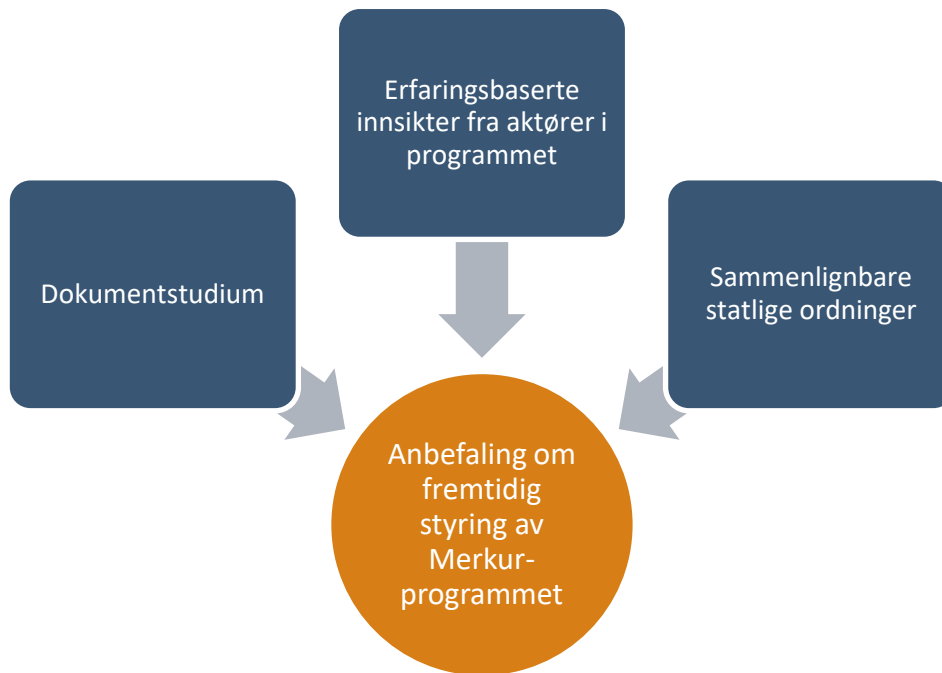 Erfaringsbaserte
innsikter fra aktører i
programmet
Dokumentstudium
Sammenlignbare
statlige ordninger
Anbefaling om
fremtidig
styring av
Merkur-
programmet